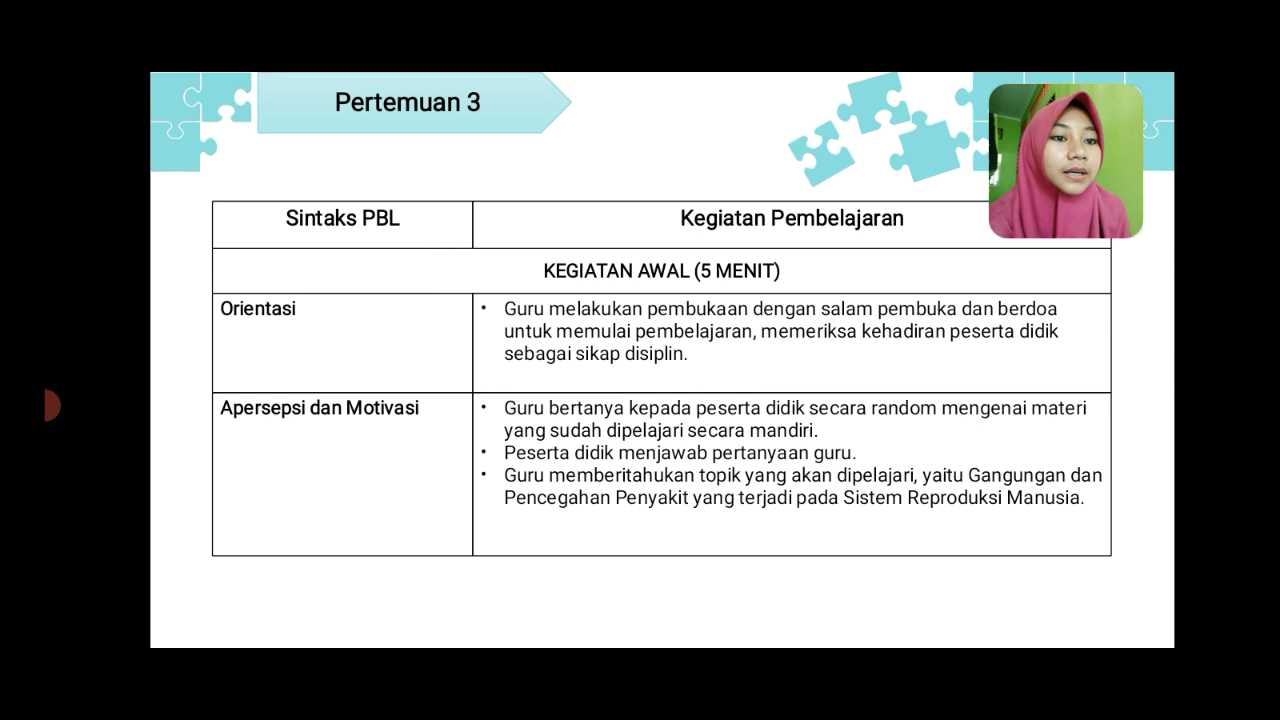 Pertemuan 3
Sintaks PBL
Kegiatan Pembelajaran
KEGIATAN AWAL (5 MENIT)
Orientasi
• Guru melakukan pembukaan dengan salam pembuka dan berdoa
untuk memulai pembelajaran, memeriksa kehadiran peserta didik
sebagai sikap disiplin.
Apersepsi dan Motivasi
• Guru bertanya kepada peserta didik secara random mengenai materi
yang sudah dipelajari secara mandiri.
• Peserta didik menjawab pertanyaan guru.
• Guru memberitahukan topik yang akan dipelajari, yaitu Gangungan dan
Pencegahan Penyakit yang terjadi pada Sistem Reproduksi Manusia.